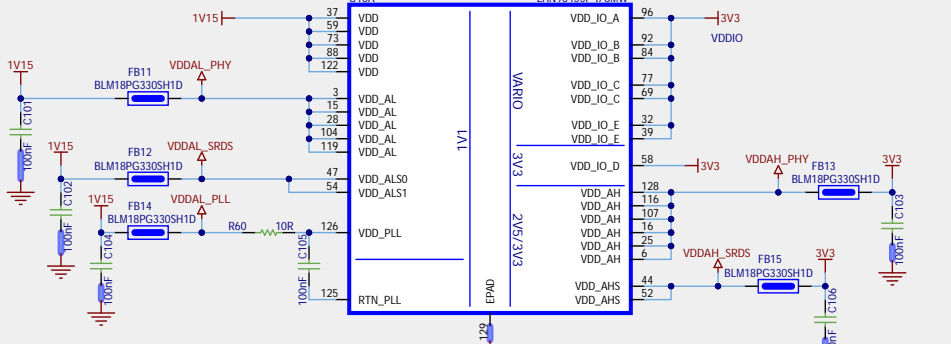 1V15
37
VDD
59
VDD
73
VDD
88
VDD
122
VDD
VDD_IO_A
96
3V3
VDDIO
VDD_IO_B
92
VDD_IO_B
84
VDD_IO_C
77
VDD_IO_C
69
VDD_IO_E
32
VDD_IO_E
39
VDD_IO_D
58
3V3
1V15
FB11
BLM18PG330SH1D
VDDAL_PHY
C101
100nF
3
VDD_AL
15
VDD_AL
28
VDD_AL
104
VDD_AL
119
VDD_AL
1V15
FB12
BLM18PG330SH1D
VDDAL_SRDS
C102
100nF
47
VDD_ALS0
54
VDD_ALS1
1V15
FB14
BLM18PG330SH1D
VDDAL_PLL
C104
100nF
R60
10R
126
VDD_PLL
C105
100nF
125
RTN_PLL
1V1
VARIO
3V3
2V5/3V3
EPAD
129
VDD_AH
128
VDD_AH
116
VDD_AH
107
VDD_AH
16
VDD_AH
25
VDD_AH
6
VDDAH_PHY
FB13
BLM18PG330SH1D
3V3
C103
100nF
VDD_AHS
44
VDD_AHS
52
VDDAH_SRDS
FB15
BLM18PG330SH1D
3V3
C106